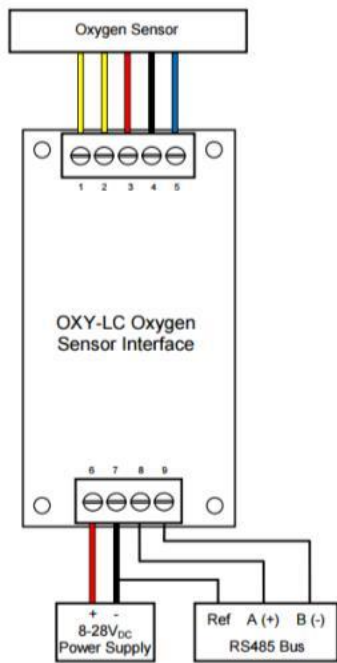 Oxygen Sensor
1 2 3 4 5
OXY-LC Oxygen
Sensor Interface
6 7 8 9
+ -
8-28VDC
Power Supply
Ref A (+) B (-)
RS485 Bus